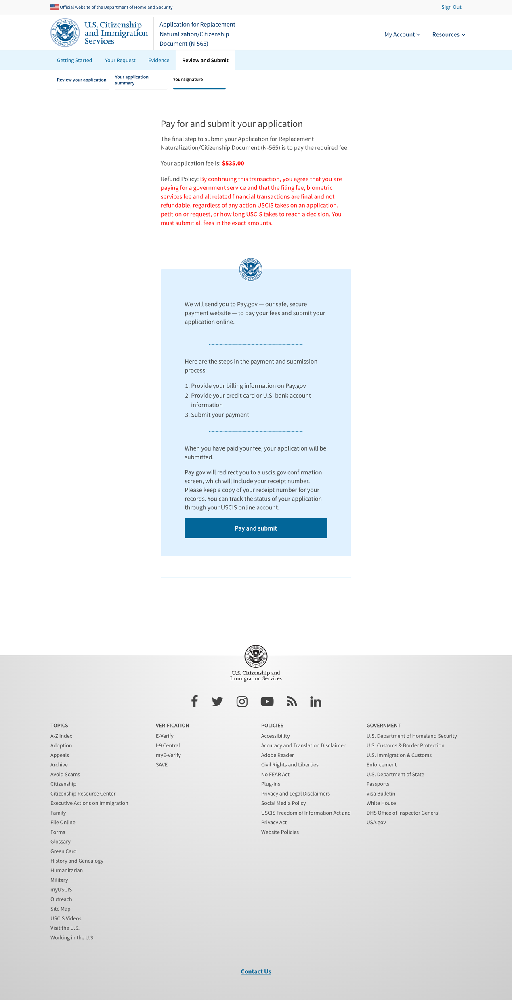 Official website of the Department of Homeland Security
Sign Out
U.S. Citizenship
and Immigration
Services
Application for Replacement
Naturalization/Citizenship
Document (N-565)
My Account
Resources
Getting Started
Your Request
Evidence
Review and Submit
Review your application
Your application
summary
Your signature
Pay for and submit your application
The final step to submit your Application for Replacement
Naturalization/Citizenship Document (N-565) is to pay the required fee.
Your application fee is: $535.00
Refund Policy: By continuing this transaction, you agree that you are
paying for a government service and that the filing fee, biometric
services fee and all related financial transactions are final and not
refundable, regardless of any action USCIS takes on an application,
petition or request, or how long USCIS takes to reach a decision. You
must submit all fees in the exact amounts.
U.S. DEPARTMENT OF HOMELAND SECURITY
We will send you to Pay.gov — our safe, secure
payment website — to pay your fees and submit your
application online.
Here are the steps in the payment and submission
process:
1. Provide your billing information on Pay.gov
2. Provide your credit card or U.S. bank account
information
3. Submit your payment
When you have paid your fee, your application will be
submitted.
Pay.gov will redirect you to a uscis.gov confirmation
screen, which will include your receipt number.
Please keep a copy of your receipt number for your
records. You can track the status of your application
through your USCIS online account.
Pay and submit
U.S. DEPARTMENT OF HOMELAND SECURITY
U.S. Citizenship and
Immigration Services
TOPICS
A-Z Index
Adoption
Appeals
Archive
Avoid Scams
Citizenship
Citizenship Resource Center
Executive Actions on Immigration
Family
File Online
Forms
Glossary
Green Card
History and Genealogy
Humanitarian
Military
myUSCIS
Outreach
Site Map
USCIS Videos
Visit the U.S.
Working in the U.S.
VERIFICATION
E-Verify
I-9 Central
myE-Verify
SAVE
POLICIES
Accessibility
Accuracy and Translation Disclaimer
Adobe Reader
Civil Rights and Liberties
No FEAR Act
Plug-ins
Privacy and Legal Disclaimers
Social Media Policy
USCIS Freedom of Information Act and
Privacy Act
Website Policies
GOVERNMENT
U.S. Department of Homeland Security
U.S. Customs & Border Protection
U.S. Immigration & Customs
Enforcement
U.S. Department of State
Passports
Visa Bulletin
White House
DHS Office of Inspector General
USA.gov
Contact Us